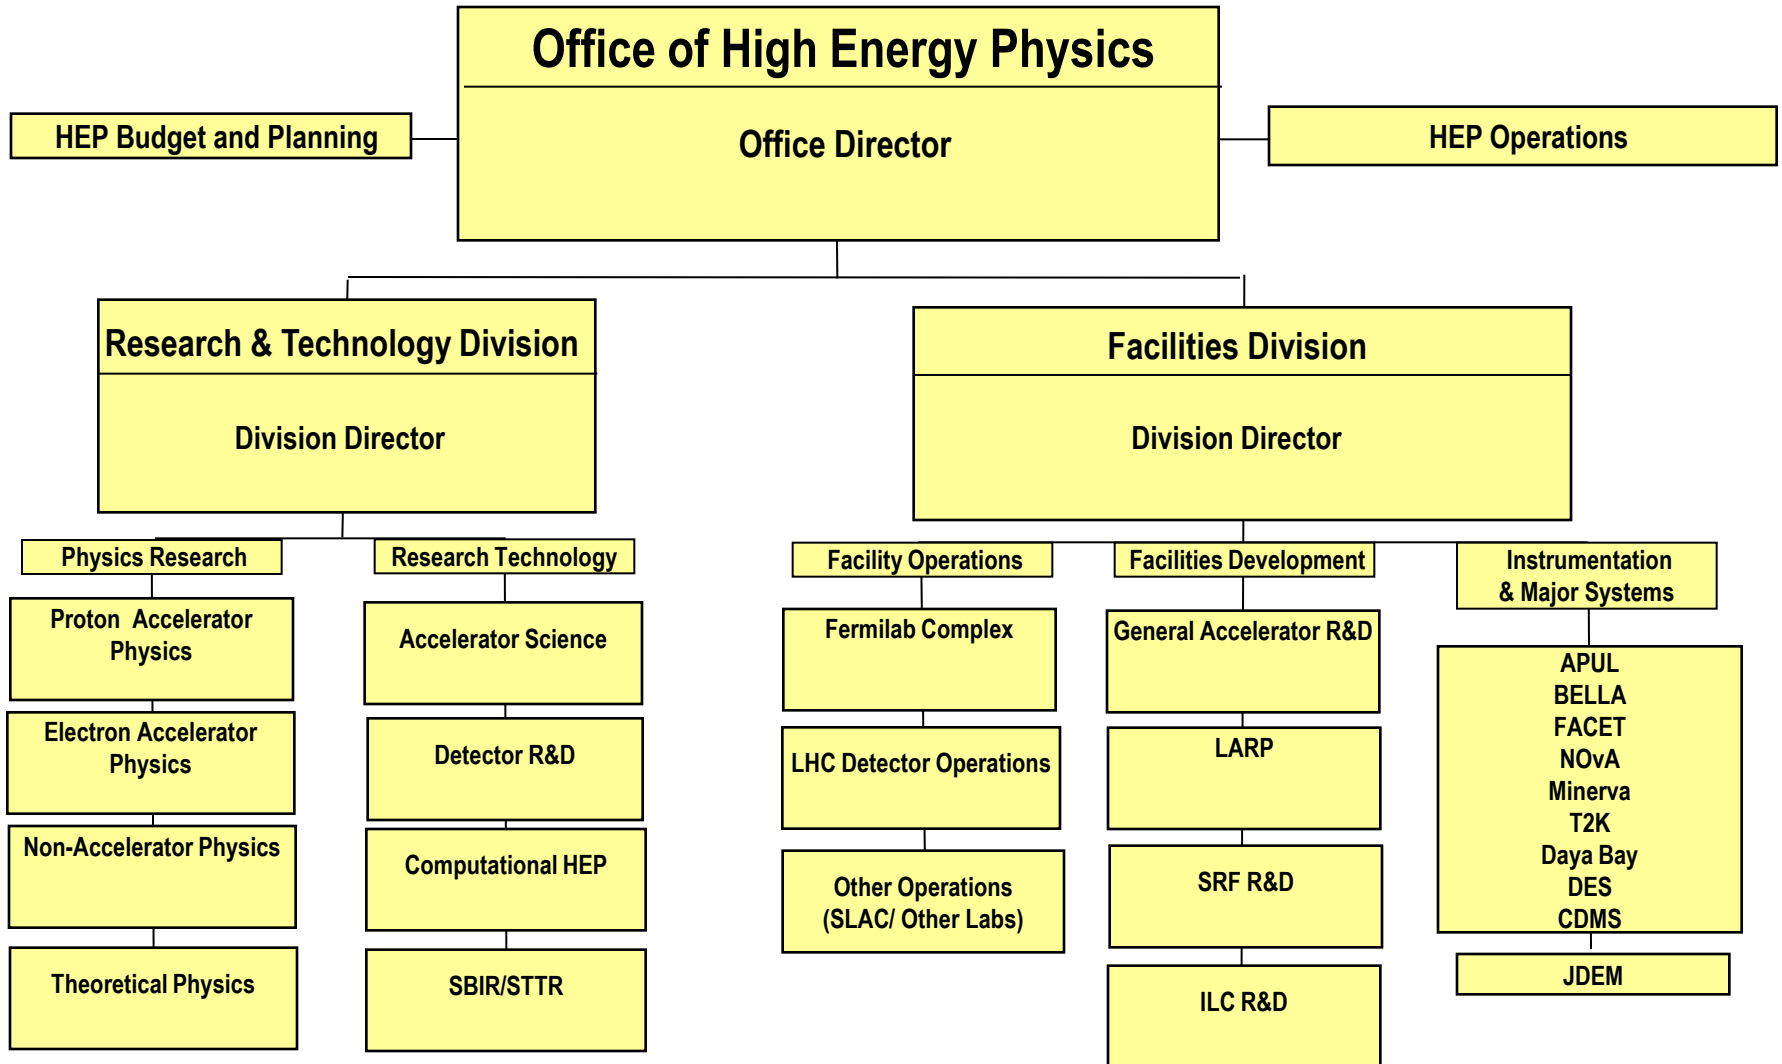 Office of High Energy Physics
HEP Budget and Planning
Office Director
HEP Operations
Research & Technology Division
Division Director
Facilities Division
Division Director
Physics Research
Proton Accelerator
Physics
Electron Accelerator
Physics
Non-Accelerator Physics
Theoretical Physics
Research Technology
Accelerator Science
Detector R&D
Computational HEP
SBIR/STTR
Facility Operations
Fermilab Complex
LHC Detector Operations
Other Operations
(SLAC/ Other Labs)
Facilities Development
General Accelerator R&D
LARP
SRF R&D
ILC R&D
Instrumentation
& Major Systems
APUL
BELLA
FACET
NOvA
Minerva
T2K
Daya Bay
DES
CDMS
JDEM